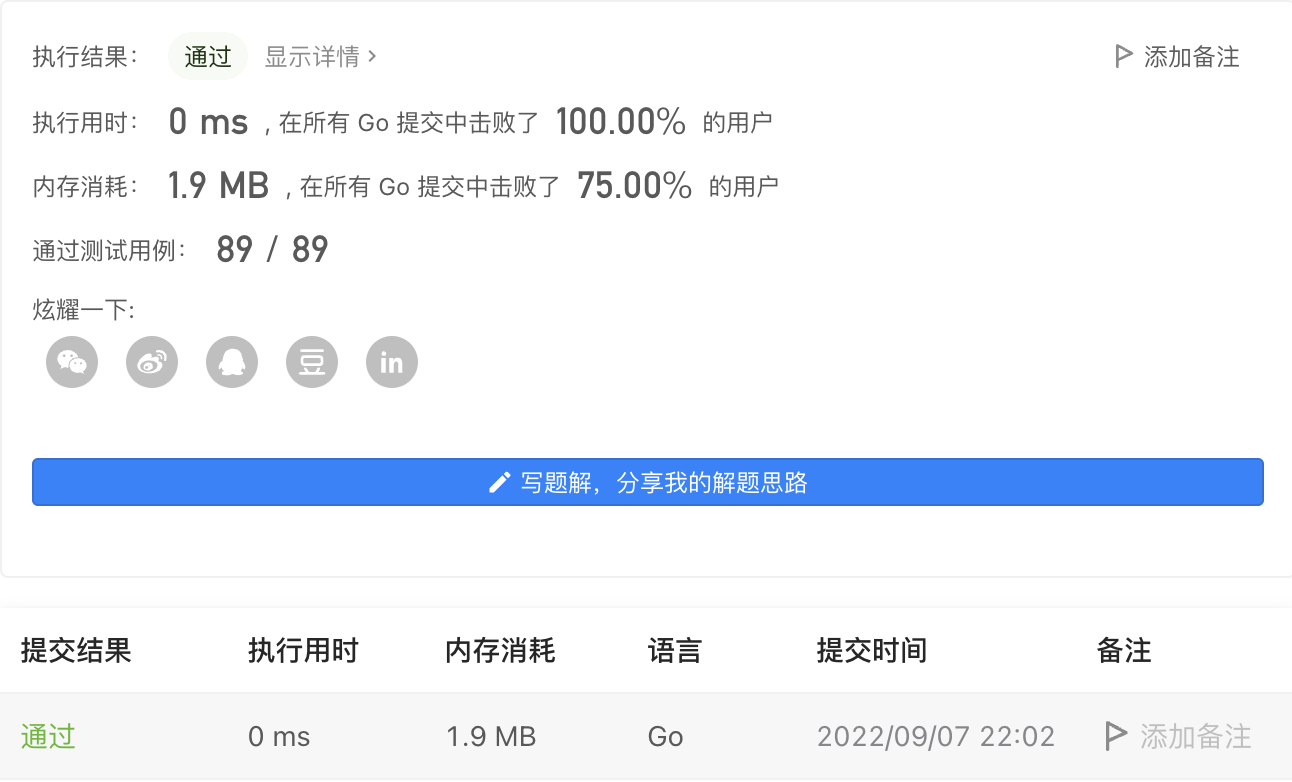 执行结果： 通过 显示详情 › 添加备注
执行用时： 0 ms , 在所有 Go 提交中击败了 100.00% 的用户
内存消耗： 1.9 MB , 在所有 Go 提交中击败了 75.00% 的用户
通过测试用例： 89 / 89
炫耀一下:
豆 in
写题解，分享我的解题思路
提交结果 执行用时 内存消耗 语言 提交时间 备注
通过 0 ms 1.9 MB Go 2022/09/07 22:02 添加备注